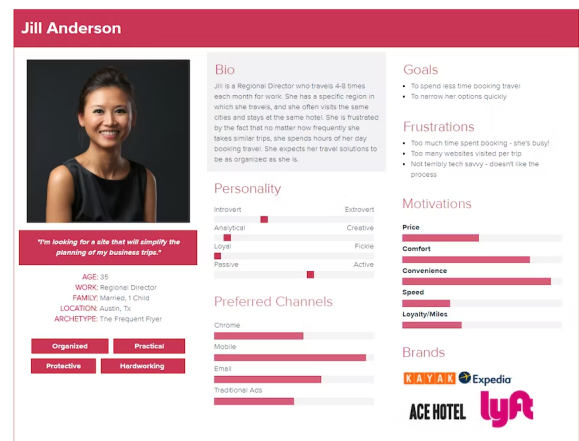 Jill Anderson
"I'm looking for a site that will simplify the
planning of my business trips."
AGE: 35
WORK: Regional Director
FAMILY: Married, 1 Child
LOCATION: Austin, Tx
ARCHETYPE: The Frequent Flyer
Organized Practical
Protective Hardworking
Bio
Jill is a Regional Director who travels 4-8 times
each month for work. She has a specific region in
which she travels, and she often visits the same
cities and stays at the same hotel. She is frustrated
by the fact that no matter how frequently she
takes similar trips, she spends hours of her day
booking travel. She expects her travel solutions to
be as organized as she is.
Personality
Introvert Extrovert
Analytical Creative
Loyal Fickle
Passive Active
Preferred Channels
Chrome
Mobile
Email
Traditional Ads
Goals
• To spend less time booking travel
• To narrow her options quickly
Frustrations
• Too much time spent booking - she's busy!
• Too many websites visited per trip
• Not terribly tech savvy - doesn't like the
process
Motivations
Price
Comfort
Convenience
Speed
Loyalty/Miles
Brands
KAYAK Expedia
ACE HOTEL lyft